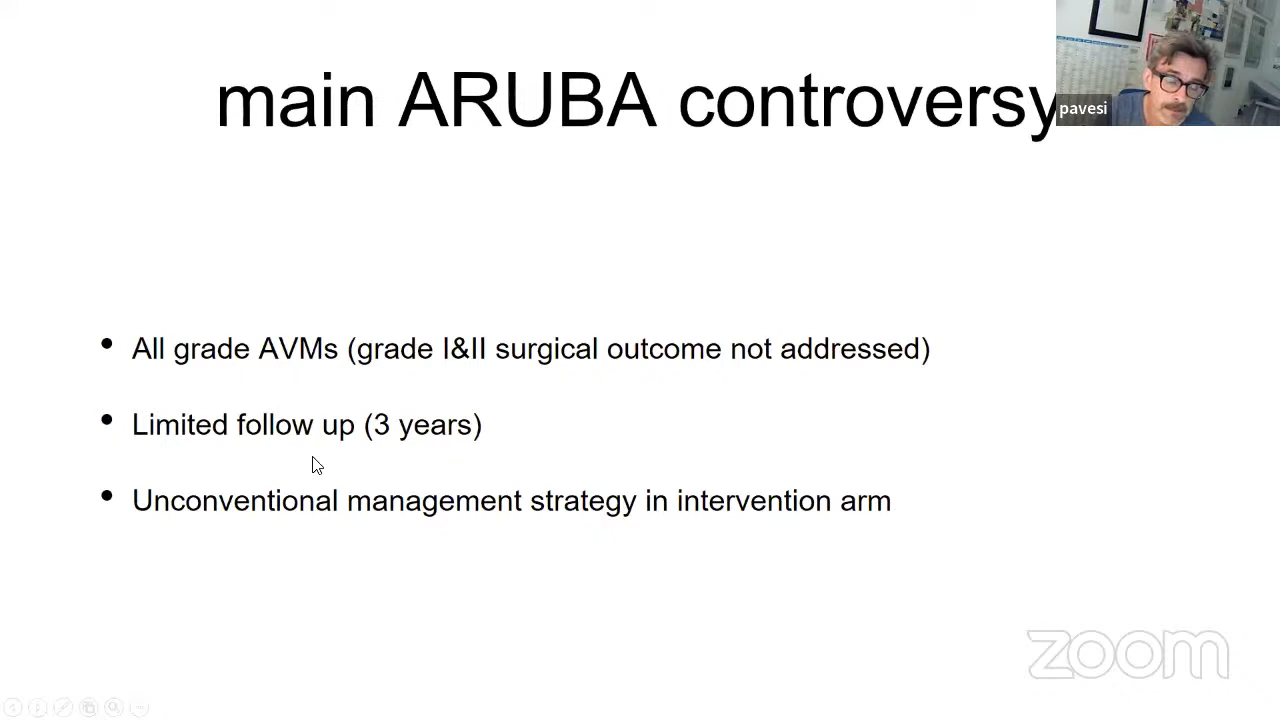 main ARUBA controversy
pavesi
• All grade AVMs (grade I&II surgical outcome not addressed)
• Limited follow up (3 years)
• Unconventional management strategy in intervention arm
zoom